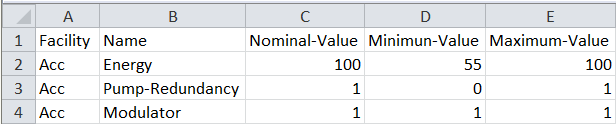 A B C D E
1 Facility Name Nominal-Value Minimun-Value Maximum-Value
2 Acc Energy 100 55 100
3 Acc Pump-Redundancy 1 0 1
4 Acc Modulator 1 1 1